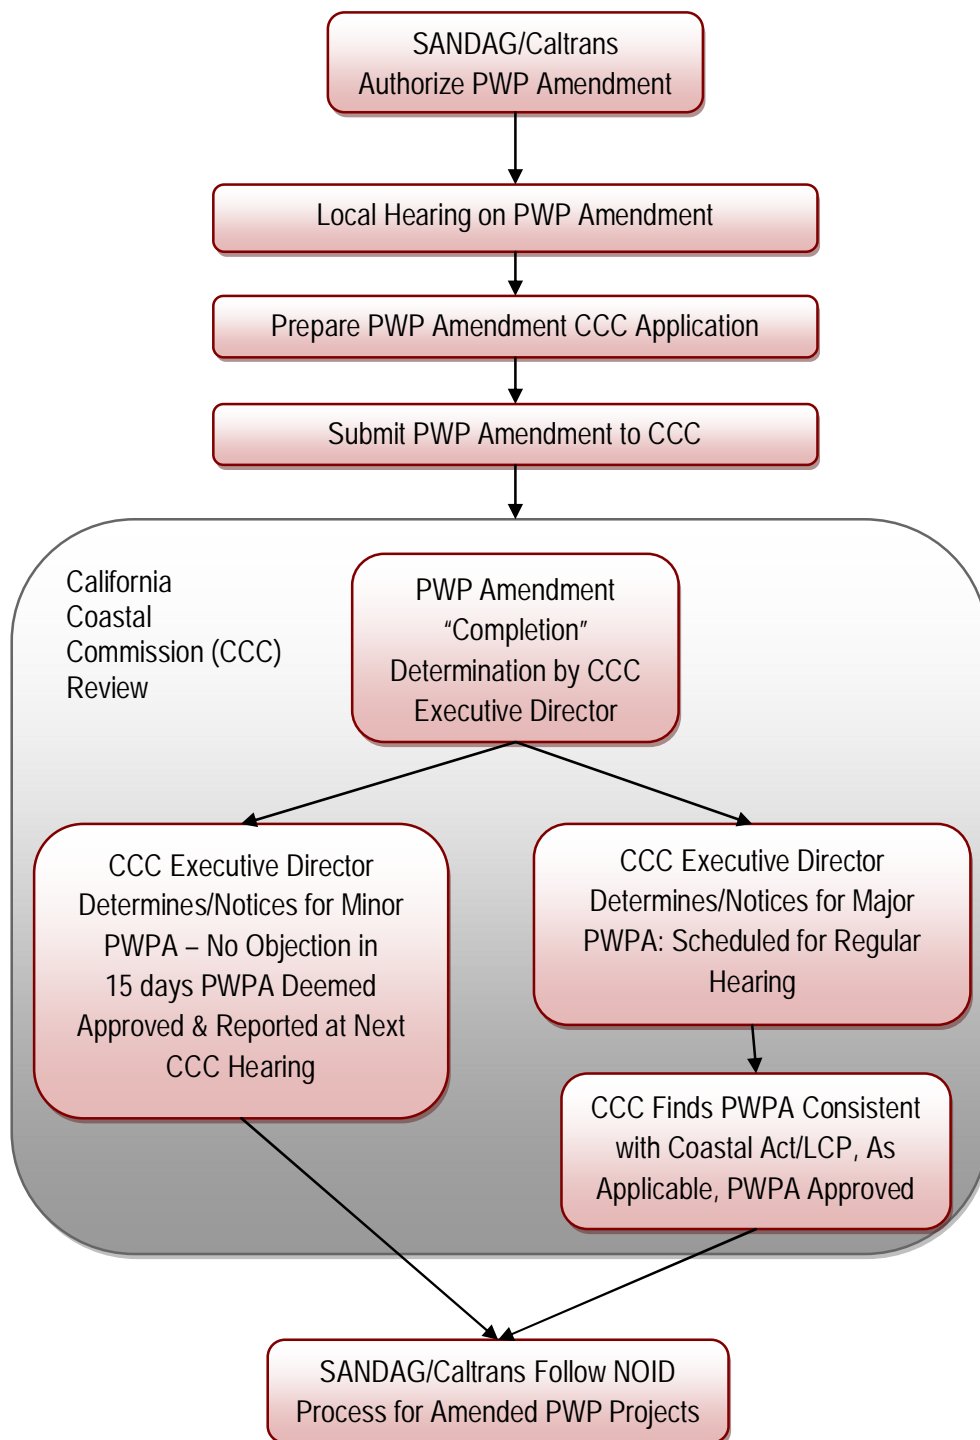 SANDAG/Caltrans
Authorize PWP Amendment
Local Hearing on PWP Amendment
Prepare PWP Amendment CCC Application
Submit PWP Amendment to CCC
California
Coastal
Commission (CCC)
Review
PWP Amendment
“Completion”
Determination by CCC
Executive Director
CCC Executive Director
Determines/Notices for Minor
PWPA – No Objection in
15 days PWPA Deemed
Approved & Reported at Next
CCC Hearing
CCC Executive Director
Determines/Notices for Major
PWPA: Scheduled for Regular
Hearing
CCC Finds PWPA Consistent
with Coastal Act/LCP, As
Applicable, PWPA Approved
SANDAG/Caltrans Follow NOID
Process for Amended PWP Projects